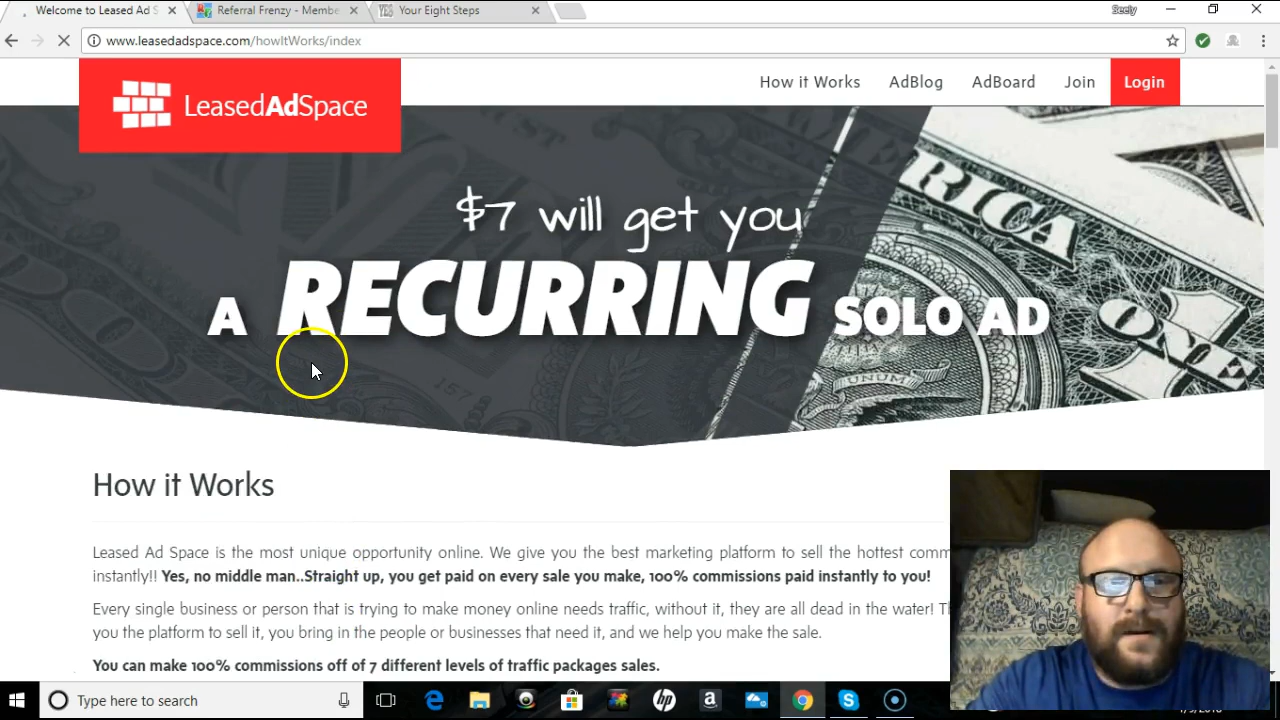 Welcome to Leased Ad S
Referral Frenzy - Membe
Your Eight Steps
Seely
www.leasedadspace.com/howItWorks/index
LeasedAdSpace
How it Works
AdBlog
AdBoard
Join
Login
$7 will get you
A RECURRING SOLO AD
ERICA
UNUM
ONE
157
How it Works
Leased Ad Space is the most unique opportunity online. We give you the best marketing platform to sell the hottest comm
instantly!! Yes, no middle man..Straight up, you get paid on every sale you make, 100% commissions paid instantly to you!
Every single business or person that is trying to make money online needs traffic, without it, they are all dead in the water! T
you the platform to sell it, you bring in the people or businesses that need it, and we help you make the sale.
You can make 100% commissions off of 7 different levels of traffic packages sales.
Type here to search
hp
a